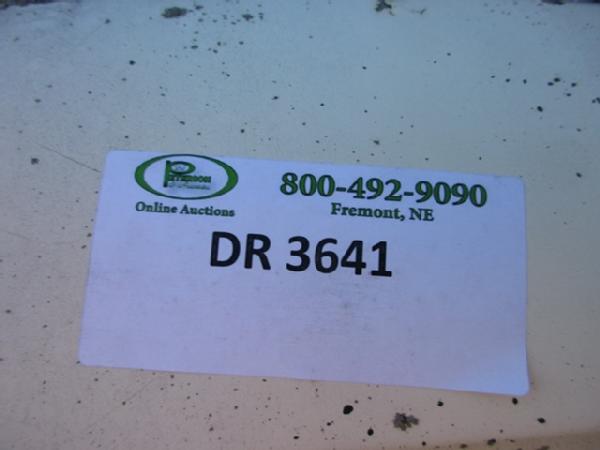 PETERSON
Online Auctions
800-492-9090
Fremont, NE
DR 3641